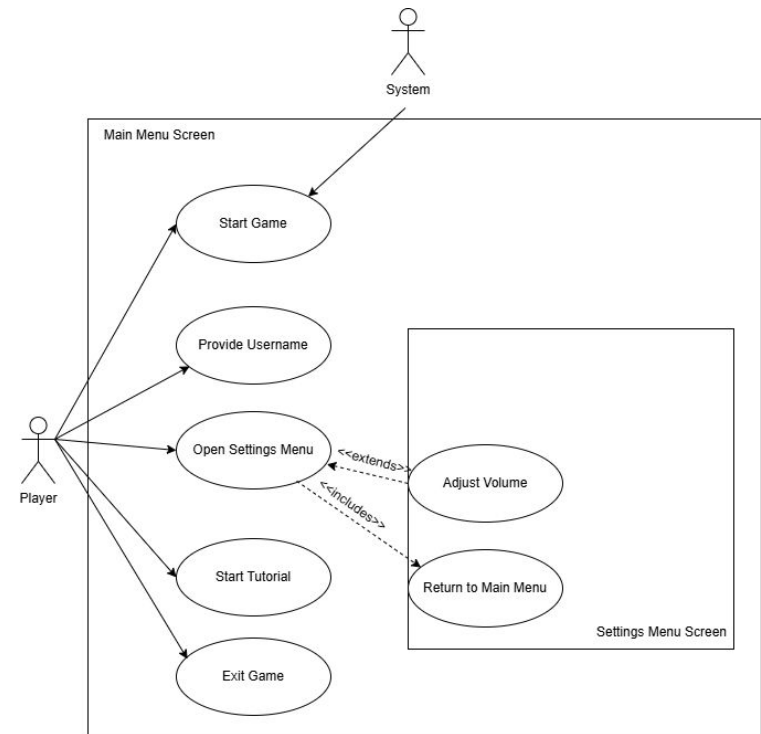 System
Main Menu Screen
Start Game
Provide Username
Open Settings Menu
<<extends>>
Adjust Volume
<<includes>>
Player
Start Tutorial
Return to Main Menu
Settings Menu Screen
Exit Game